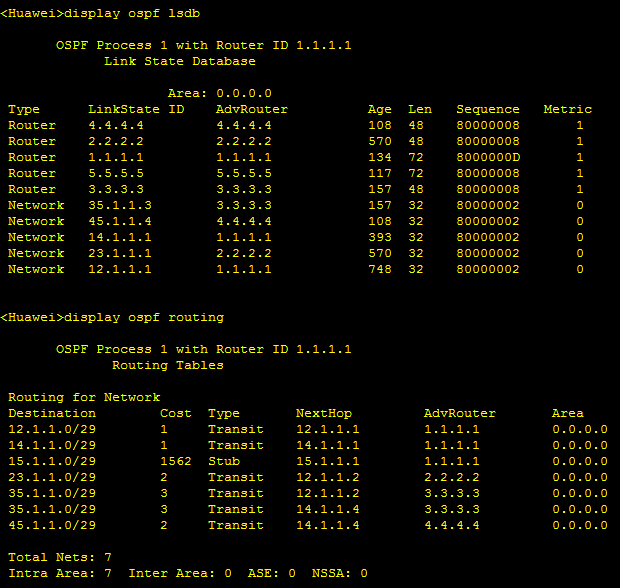 <Huawei>display ospf lsdb
OSPF Process 1 with Router ID 1.1.1.1
Link State Database
Area: 0.0.0.0
Type LinkState ID AdvRouter Age Len Sequence Metric
Router 4.4.4.4 4.4.4.4 108 48 80000008 1
Router 2.2.2.2 2.2.2.2 570 48 80000008 1
Router 1.1.1.1 1.1.1.1 134 72 8000000D 1
Router 5.5.5.5 5.5.5.5 117 72 80000008 1
Router 3.3.3.3 3.3.3.3 157 48 80000008 1
Network 35.1.1.3 3.3.3.3 157 32 80000002 0
Network 45.1.1.4 4.4.4.4 108 32 80000002 0
Network 14.1.1.1 1.1.1.1 393 32 80000002 0
Network 23.1.1.1 2.2.2.2 570 32 80000002 0
Network 12.1.1.1 1.1.1.1 748 32 80000002 0
<Huawei>display ospf routing
OSPF Process 1 with Router ID 1.1.1.1
Routing Tables
Routing for Network
Destination Cost Type NextHop AdvRouter Area
12.1.1.0/29 1 Transit 12.1.1.1 1.1.1.1 0.0.0.0
14.1.1.0/29 1 Transit 14.1.1.1 1.1.1.1 0.0.0.0
15.1.1.0/29 1562 Stub 15.1.1.1 1.1.1.1 0.0.0.0
23.1.1.0/29 2 Transit 12.1.1.2 2.2.2.2 0.0.0.0
35.1.1.0/29 3 Transit 12.1.1.2 3.3.3.3 0.0.0.0
35.1.1.0/29 3 Transit 14.1.1.4 3.3.3.3 0.0.0.0
45.1.1.0/29 2 Transit 14.1.1.4 4.4.4.4 0.0.0.0
Total Nets: 7
Intra Area: 7 Inter Area: 0 ASE: 0 NSSA: 0